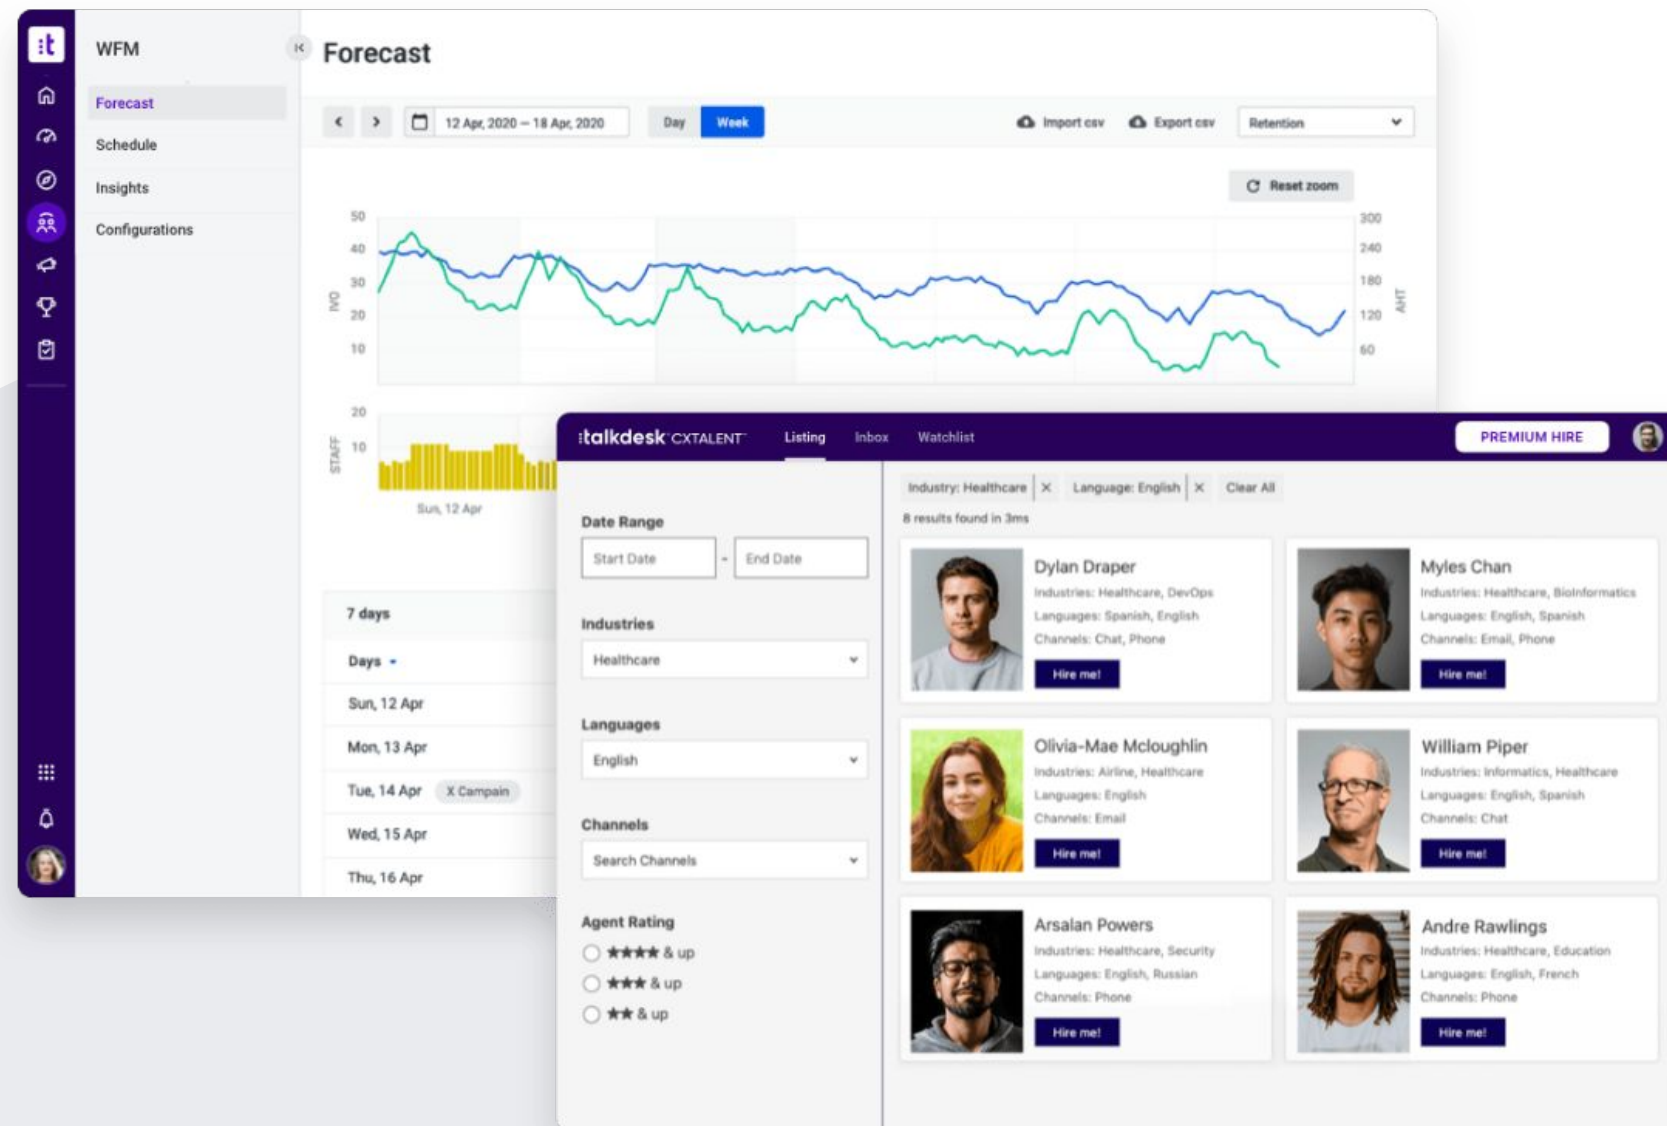 :t
WFM
Forecast
Schedule
Insights
Configurations
Forecast
12 Apr, 2020 – 18 Apr, 2020
Day
Week
Import csv
Export csv
Retention
Reset zoom
50
40
30
20
10
IVO
300
240
180
120
60
AHT
20
10
STAFF
Sun, 12 Apr
7 days
Days
Sun, 12 Apr
Mon, 13 Apr
Tue, 14 Apr X Campain
Wed, 15 Apr
Thu, 16 Apr
:talkdesk CXTALENT
Listing
Inbox
Watchlist
PREMIUM HIRE
Date Range
Start Date - End Date
Industries
Healthcare
Languages
English
Channels
Search Channels
Agent Rating
★★★★ & up
★★★ & up
★★ & up
Industry: Healthcare X Language: English X Clear All
8 results found in 3ms
Dylan Draper
Industries: Healthcare, DevOps
Languages: Spanish, English
Channels: Chat, Phone
Hire me!
Myles Chan
Industries: Healthcare, BioInformatics
Languages: English, Spanish
Channels: Email, Phone
Hire me!
Olivia-Mae Mcloughlin
Industries: Airline, Healthcare
Languages: English
Channels: Email
Hire me!
William Piper
Industries: Informatics, Healthcare
Languages: English, Spanish
Channels: Chat
Hire me!
Arsalan Powers
Industries: Healthcare, Security
Languages: English, Russian
Channels: Phone
Hire me!
Andre Rawlings
Industries: Healthcare, Education
Languages: English, French
Channels: Phone
Hire me!